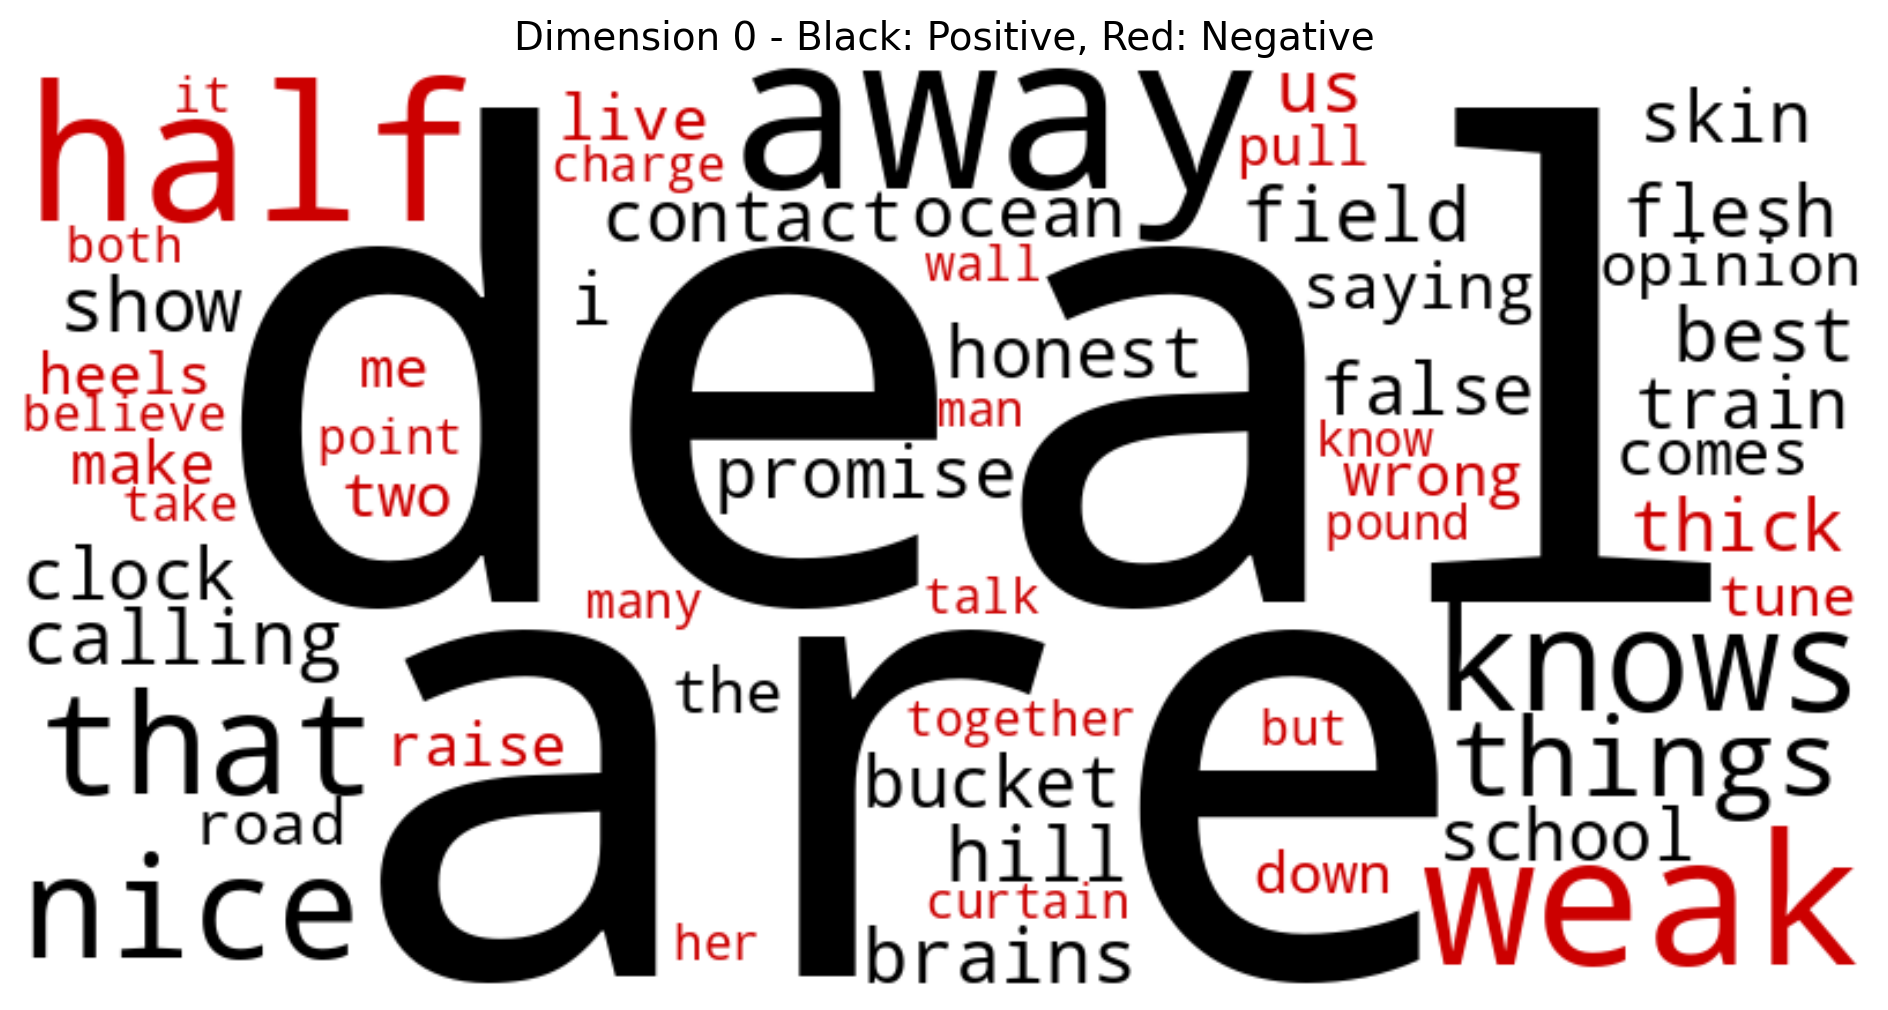 Dimension 0 - Black: Positive, Red: Negative
half
it
live
charge
away
us
pull
skin
both
contact
ocean
field
flesh
show
i
wall
saying
opinion
deal
heels
me
honest
false
best
believe
point
man
know
train
make
two
promise
wrong
comes
take
pound
thick
clock
many
talk
tune
calling
are
the
knows
that
raise
together
but
things
road
bucket
school
nice
hill
down
weak
curtain
her
brains